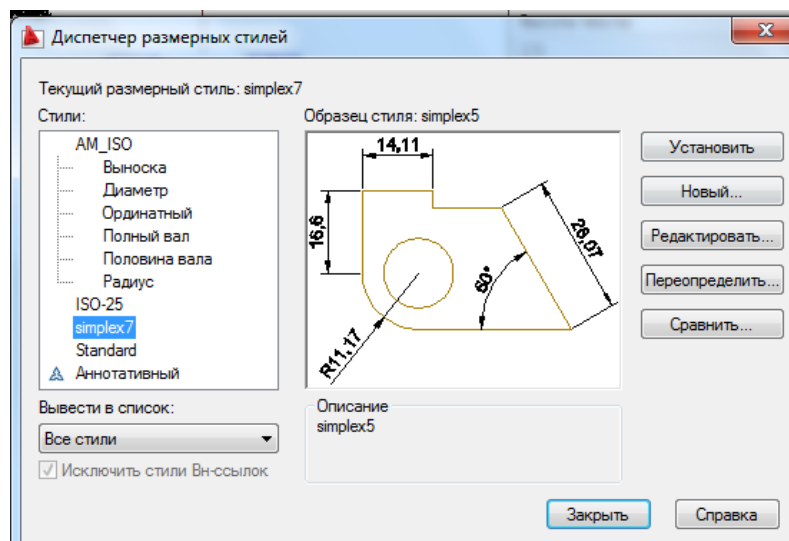 Диспетчер размерных стилей
Текущий размерный стиль: simplex7
Стили:
AM_ISO
Выноска
Диаметр
Ординатный
Полный вал
Половина вала
Радиус
ISO-25
simplex7
Standard
Аннотативный
Вывести в список:
Все стили
Исключить стили Вн-ссылок
Образец стиля: simplex5
14,11
16,6
28,07
60°
R11,17
Описание
simplex5
Установить
Новый...
Редактировать...
Переопределить...
Сравнить...
Закрыть
Справка